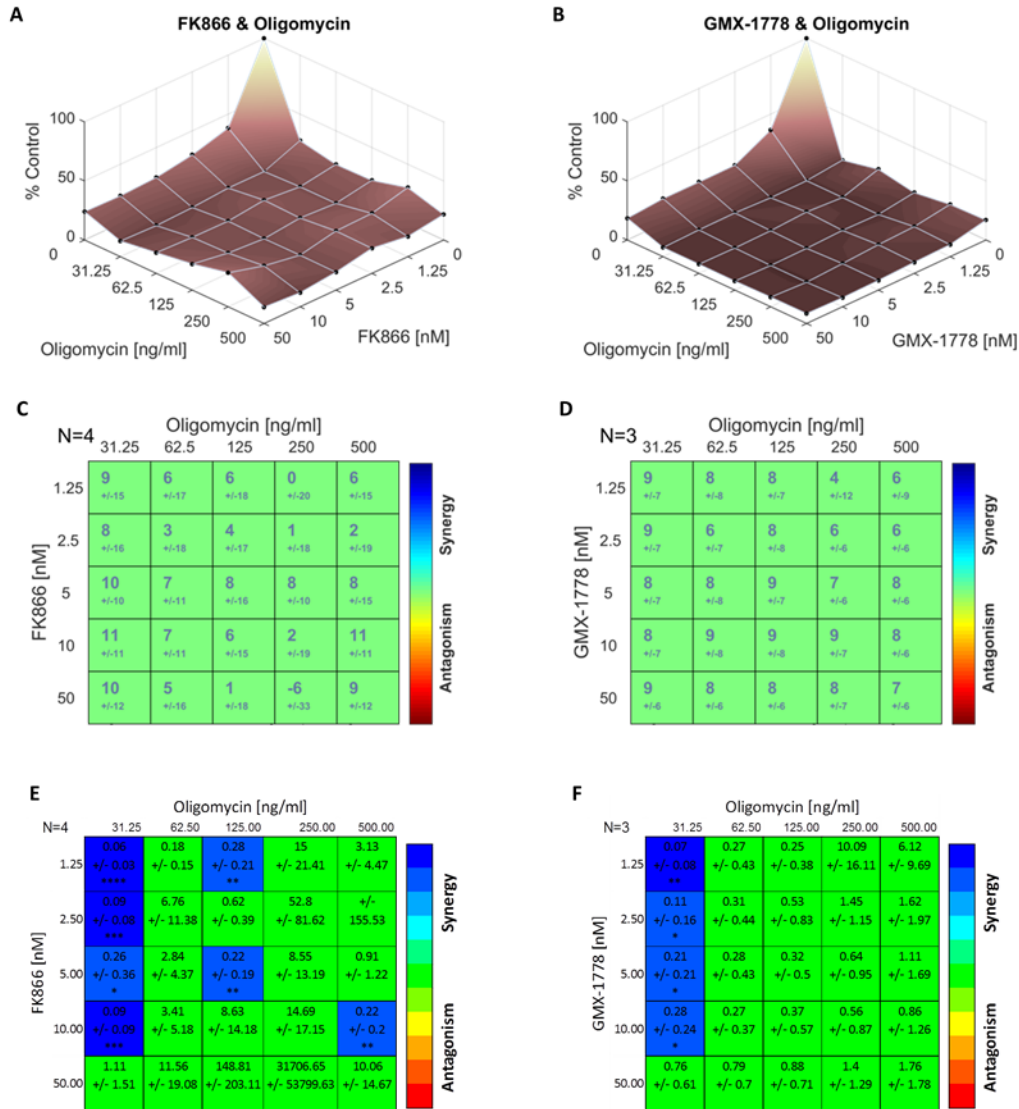 A
FK866 & Oligomycin
% Control
100
50
0
0
31.25
62.5
125
250
500
Oligomycin [ng/ml]
50
10
5
2.5
1.25
0
FK866 [nM]
B
GMX-1778 & Oligomycin
% Control
100
50
0
0
31.25
62.5
125
250
500
Oligomycin [ng/ml]
50
10
5
2.5
1.25
0
GMX-1778 [nM]
C
Oligomycin [ng/ml]
N=4
31.25 62.5 125 250 500
FK866 [nM]
1.25 9 6 6 0 6
+/-15 +/-17 +/-18 +/-20 +/-15
2.5 8 3 4 1 2
+/-16 +/-18 +/-17 +/-18 +/-19
5 10 7 8 8 8
+/-10 +/-11 +/-16 +/-10 +/-15
10 11 7 6 2 11
+/-11 +/-11 +/-15 +/-19 +/-11
50 10 5 1 -6 9
+/-12 +/-16 +/-18 +/-33 +/-12
Synergy
Antagonism
D
Oligomycin [ng/ml]
N=3
31.25 62.5 125 250 500
GMX-1778 [nM]
1.25 9 8 8 4 6
+/-7 +/-8 +/-7 +/-12 +/-9
2.5 9 6 8 6 6
+/-7 +/-7 +/-8 +/-6 +/-6
5 8 8 9 7 8
+/-7 +/-8 +/-7 +/-6 +/-6
10 8 9 9 9 8
+/-7 +/-8 +/-8 +/-7 +/-6
50 9 8 8 8 7
+/-6 +/-6 +/-6 +/-7 +/-6
Synergy
Antagonism
E
Oligomycin [ng/ml]
N=4
31.25 62.50 125.00 250.00 500.00
FK866 [nM]
0.06 0.18 0.28 15 3.13
1.25 +/- 0.03 +/- 0.15 +/- 0.21 +/- 21.41 +/- 4.47
**** **
0.09 6.76 0.62 52.8 +/-
2.50 +/- 0.08 +/- 11.38 +/- 0.39 +/- 81.62 155.53
***
0.26 2.84 0.22 8.55 0.91
5.00 +/- 0.36 +/- 4.37 +/- 0.19 +/- 13.19 +/- 1.22
* **
0.09 3.41 8.63 14.69 0.22
10.00 +/- 0.09 +/- 5.18 +/- 14.18 +/- 17.15 +/- 0.2
*** **
1.11 11.56 148.81 31706.65 10.06
50.00 +/- 1.51 +/- 19.08 +/- 203.11 +/- 53799.63 +/- 14.67
Synergy
Antagonism
F
Oligomycin [ng/ml]
N=3
31.25 62.50 125.00 250.00 500.00
GMX-1778 [nM]
0.07 0.27 0.25 10.09 6.12
1.25 +/- 0.08 +/- 0.43 +/- 0.38 +/- 16.11 +/- 9.69
**
0.11 0.31 0.53 1.45 1.62
2.50 +/- 0.16 +/- 0.44 +/- 0.83 +/- 1.15 +/- 1.97
*
0.21 0.28 0.32 0.64 1.11
5.00 +/- 0.21 +/- 0.43 +/- 0.5 +/- 0.95 +/- 1.69
*
0.28 0.27 0.37 0.56 0.86
10.00 +/- 0.24 +/- 0.37 +/- 0.57 +/- 0.87 +/- 1.26
*
0.76 0.79 0.88 1.4 1.76
50.00 +/- 0.61 +/- 0.7 +/- 0.71 +/- 1.29 +/- 1.78
Synergy
Antagonism